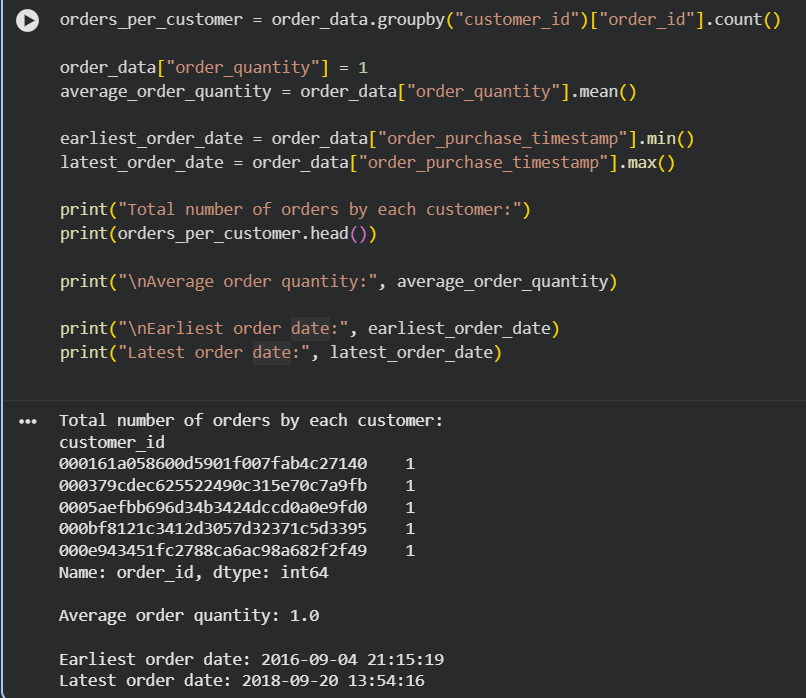 orders_per_customer = order_data.groupby("customer_id")["order_id"].count()
order_data["order_quantity"] = 1
average_order_quantity = order_data["order_quantity"].mean()
earliest_order_date = order_data["order_purchase_timestamp"].min()
latest_order_date = order_data["order_purchase_timestamp"].max()
print("Total number of orders by each customer:")
print(orders_per_customer.head())
print("\nAverage order quantity:", average_order_quantity)
print("\nEarliest order date:", earliest_order_date)
print("Latest order date:", latest_order_date)
Total number of orders by each customer:
customer_id
000161a058600d5901f007fab4c27140    1
000379cdec625522490c315e70c7a9fb    1
0005aefbb696d34b3424dccd0a0e9fd0    1
000bf8121c3412d3057d32371c5d3395    1
000e943451fc2788ca6ac98a682f2f49    1
Name: order_id, dtype: int64
Average order quantity: 1.0
Earliest order date: 2016-09-04 21:15:19
Latest order date: 2018-09-20 13:54:16